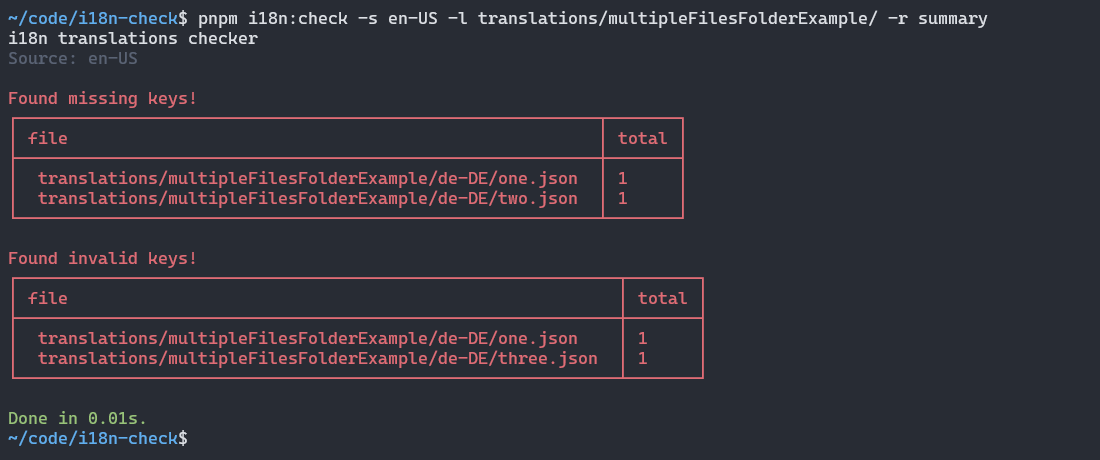 ~/code/i18n-check$ pnpm i18n:check -s en-US -l translations/multipleFilesFolderExample/ -r summary
i18n translations checker
Source: en-US
Found missing keys!
file total
translations/multipleFilesFolderExample/de-DE/one.json 1
translations/multipleFilesFolderExample/de-DE/two.json 1
Found invalid keys!
file total
translations/multipleFilesFolderExample/de-DE/one.json 1
translations/multipleFilesFolderExample/de-DE/three.json 1
Done in 0.01s.
~/code/i18n-check$